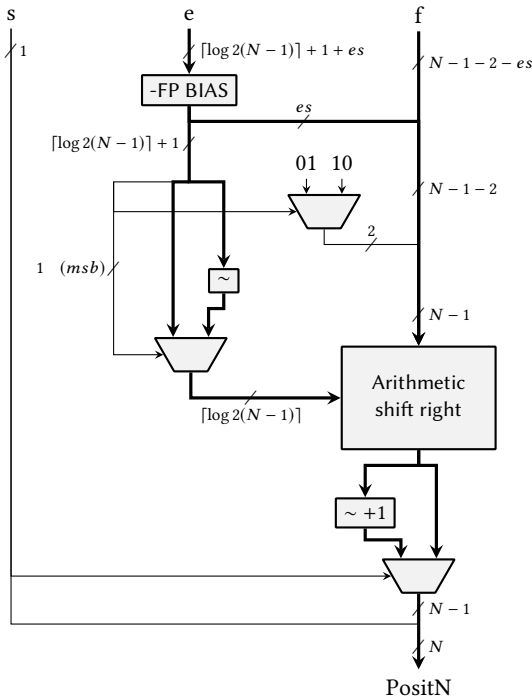 s e f
1
⌈log 2(N−1)⌉+1+es
N−1−2−es
-FP BIAS
es
⌈log 2(N−1)⌉+1
01 10
N−1−2
2
1 (msb)
~
N−1
Arithmetic
shift right
⌈log 2(N−1)⌉
~ +1
N−1
N
PositN